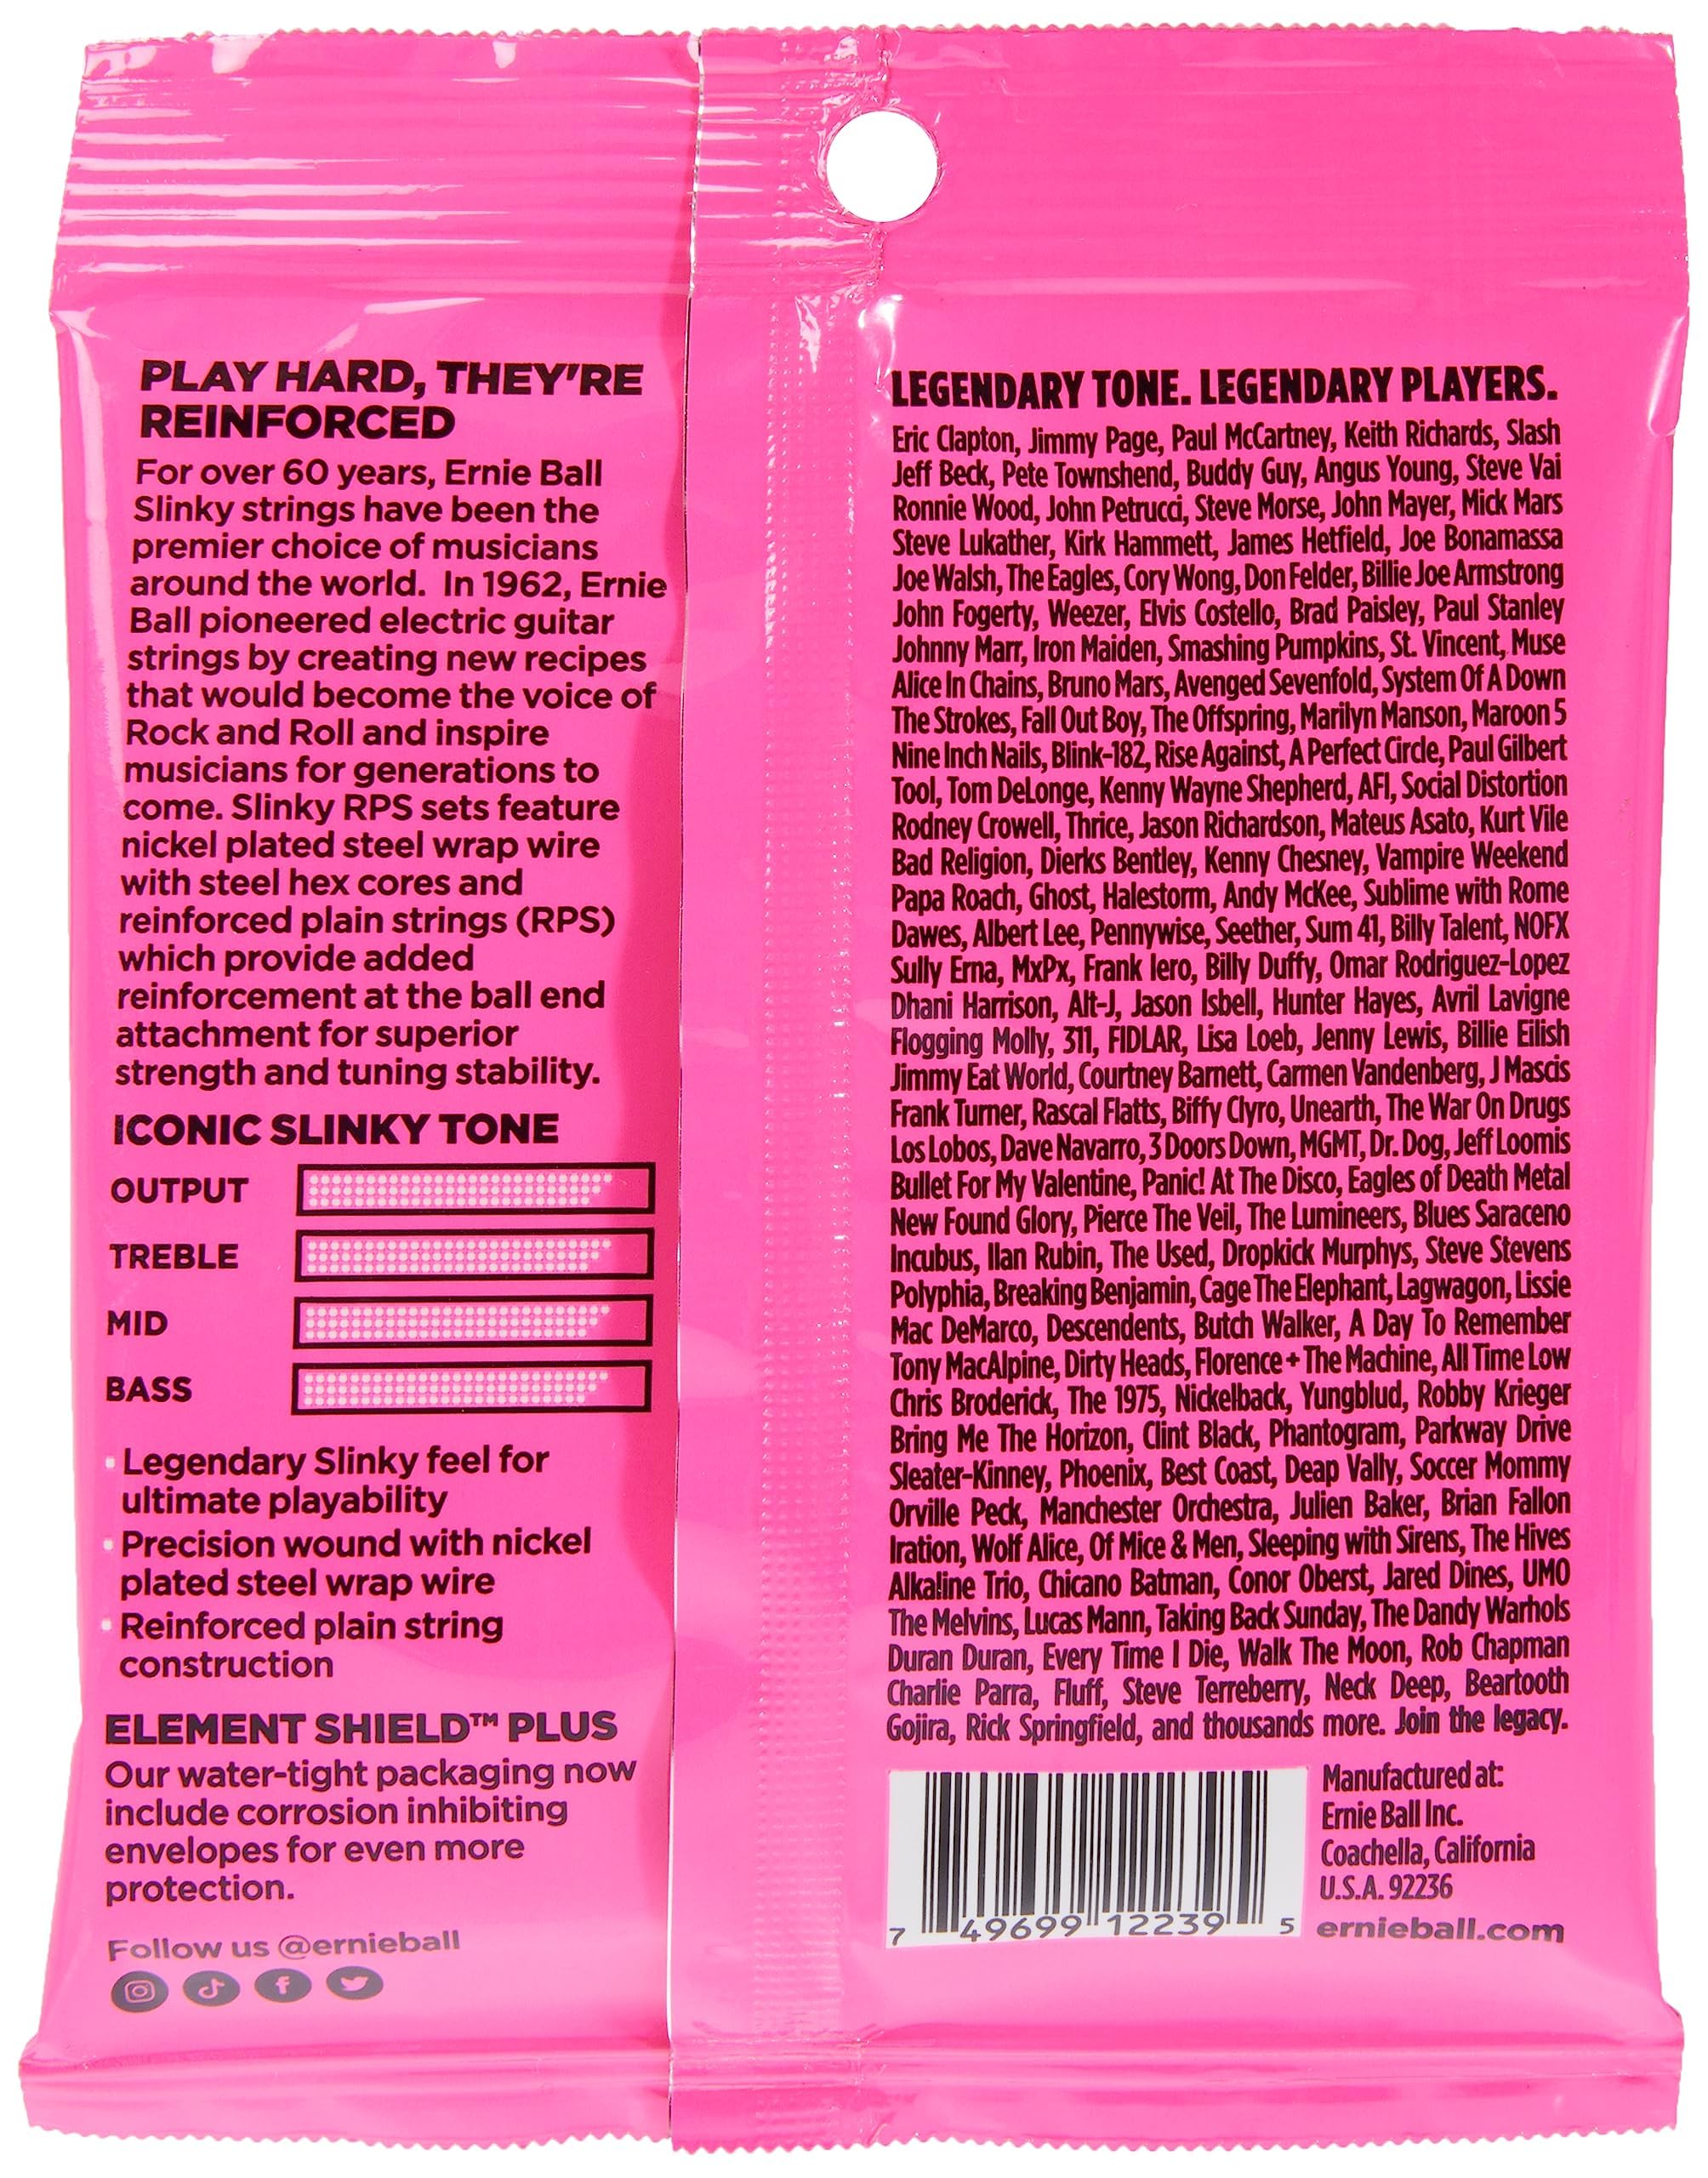 PLAY HARD, THEY'RE
REINFORCED
For over 60 years, Ernie Ball
Slinky strings have been the
premier choice of musicians
around the world. In 1962, Ernie
Ball pioneered electric guitar
strings by creating new recipes
that would become the voice of
Rock and Roll and inspire
musicians for generations to
come. Slinky RPS sets feature
nickel plated steel wrap wire
with steel hex cores and
reinforced plain strings (RPS)
which provide added
reinforcement at the ball end
attachment for superior
strength and tuning stability.
ICONIC SLINKY TONE
OUTPUT
TREBLE
MID
BASS
Legendary Slinky feel for
ultimate playability
Precision wound with nickel
plated steel wrap wire
Reinforced plain string
construction
ELEMENT SHIELD™ PLUS
Our water-tight packaging now
include corrosion inhibiting
envelopes for even more
protection.
Follow us @ernieball
LEGENDARY TONE. LEGENDARY PLAYERS.
Eric Clapton, Jimmy Page, Paul McCartney, Keith Richards, Slash
Jeff Beck, Pete Townshend, Buddy Guy, Angus Young, Steve Vai
Ronnie Wood, John Petrucci, Steve Morse, John Mayer, Mick Mars
Steve Lukather, Kirk Hammett, James Hetfield, Joe Bonamassa
Joe Walsh, The Eagles, Cory Wong, Don Felder, Billie Joe Armstrong
John Fogerty, Weezer, Elvis Costello, Brad Paisley, Paul Stanley
Johnny Marr, Iron Maiden, Smashing Pumpkins, St. Vincent, Muse
Alice In Chains, Bruno Mars, Avenged Sevenfold, System Of A Down
The Strokes, Fall Out Boy, The Offspring, Marilyn Manson, Maroon 5
Nine Inch Nails, Blink-182, Rise Against, A Perfect Circle, Paul Gilbert
Tool, Tom DeLonge, Kenny Wayne Shepherd, AFI, Social Distortion
Rodney Crowell, Thrice, Jason Richardson, Mateus Asato, Kurt Vile
Bad Religion, Dierks Bentley, Kenny Chesney, Vampire Weekend
Papa Roach, Ghost, Halestorm, Andy McKee, Sublime with Rome
Dawes, Albert Lee, Pennywise, Seether, Sum 41, Billy Talent, NOFX
Sully Erna, MxPx, Frank Iero, Billy Duffy, Omar Rodriguez-Lopez
Dhani Harrison, Alt-J, Jason Isbell, Hunter Hayes, Avril Lavigne
Flogging Molly, 311, FIDLAR, Lisa Loeb, Jenny Lewis, Billie Eilish
Jimmy Eat World, Courtney Barnett, Carmen Vandenberg, J Mascis
Frank Turner, Rascal Flatts, Biffy Clyro, Unearth, The War On Drugs
Los Lobos, Dave Navarro, 3 Doors Down, MGMT, Dr. Dog, Jeff Loomis
Bullet For My Valentine, Panic! At The Disco, Eagles of Death Metal
New Found Glory, Pierce The Veil, The Lumineers, Blues Saraceno
Incubus, Ilan Rubin, The Used, Dropkick Murphys, Steve Stevens
Polyphia, Breaking Benjamin, Cage The Elephant, Lagwagon, Lissie
Mac DeMarco, Descendents, Butch Walker, A Day To Remember
Tony MacAlpine, Dirty Heads, Florence + The Machine, All Time Low
Chris Broderick, The 1975, Nickelback, Yungblud, Robby Krieger
Bring Me The Horizon, Clint Black, Phantogram, Parkway Drive
Sleater-Kinney, Phoenix, Best Coast, Deap Vally, Soccer Mommy
Orville Peck, Manchester Orchestra, Julien Baker, Brian Fallon
Iration, Wolf Alice, Of Mice & Men, Sleeping with Sirens, The Hives
Alkaline Trio, Chicano Batman, Conor Oberst, Jared Dines, UMO
The Melvins, Lucas Mann, Taking Back Sunday, The Dandy Warhols
Duran Duran, Every Time I Die, Walk The Moon, Rob Chapman
Charlie Parra, Fluff, Steve Terreberry, Neck Deep, Beartooth
Gojira, Rick Springfield, and thousands more. Join the legacy.
7 49699 12239 5
Manufactured at:
Ernie Ball Inc.
Coachella, California
U.S.A. 92236
ernieball.com